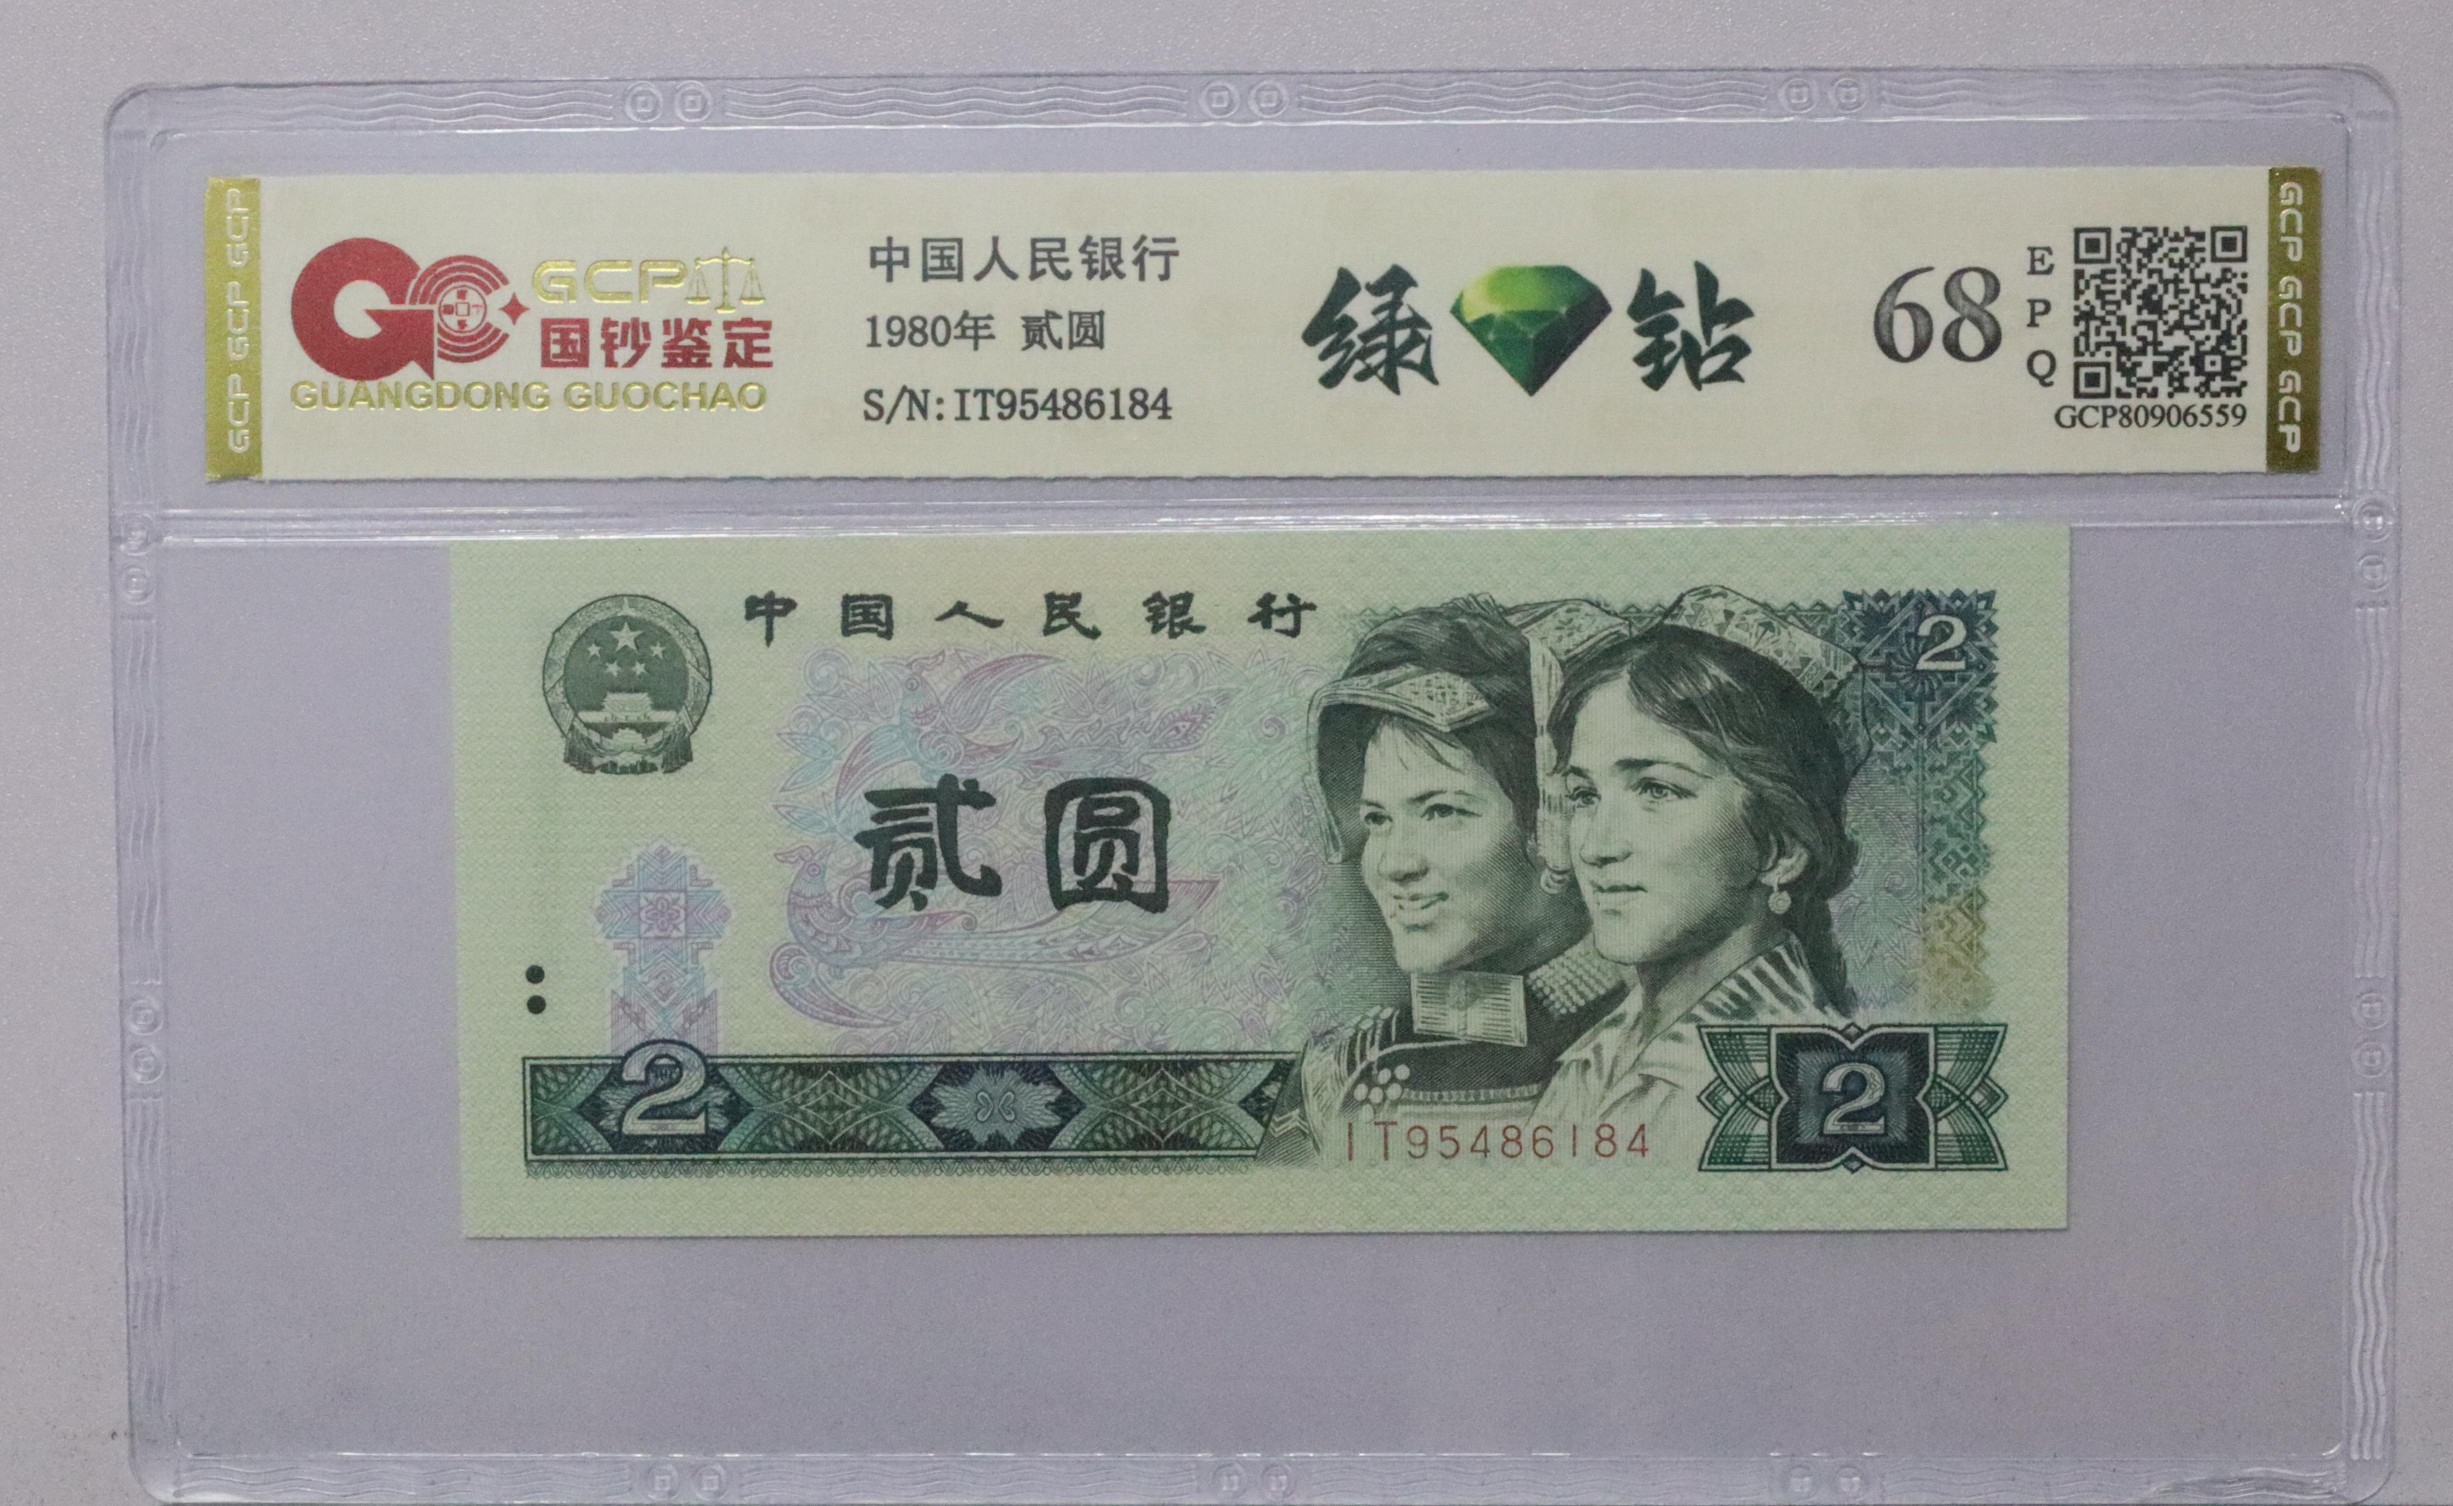 GCP GCP GCP
GCP
国钞鉴定
GUANGDONG GUOCHAO
中国人民银行
1980年 贰圆
S/N:IT95486184
绿钻
68
EPQ
GCP80906559
GCP GCP GCP
中国人民银行
2
贰圆
2
IT95486184
2